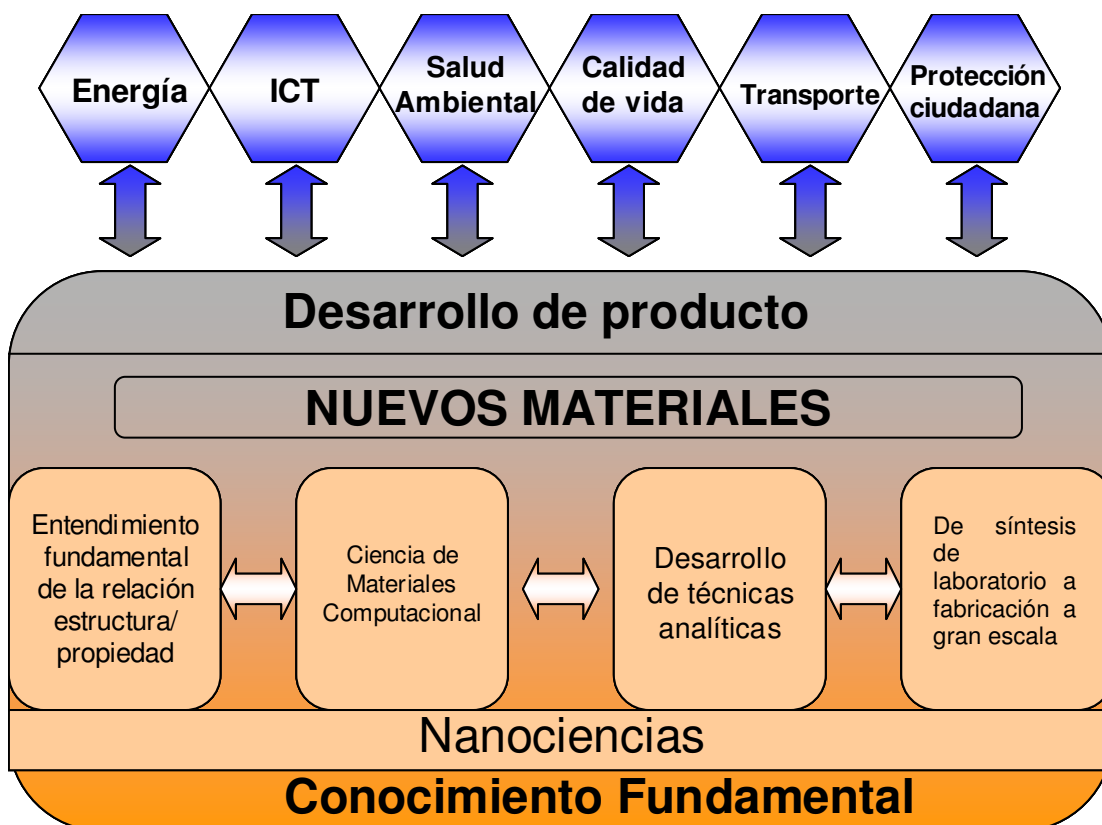 Energía
ICT
Salud
Ambiental
Calidad
de vida
Transporte
Protección
ciudadana
Desarrollo de producto
NUEVOS MATERIALES
Entendimiento
fundamental
de la relación
estructura/
propiedad
Ciencia de
Materiales
Computacional
Desarrollo
de técnicas
analíticas
De síntesis
de
laboratorio a
fabricación a
gran escala
Nanociencias
Conocimiento Fundamental